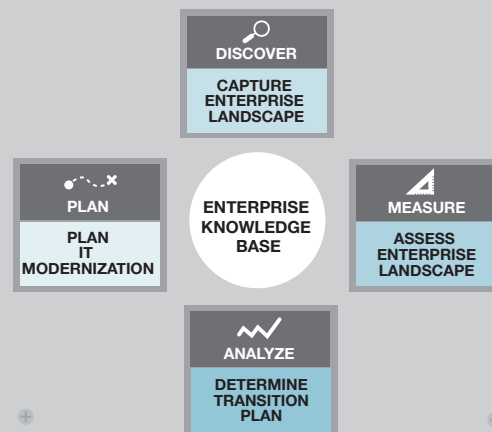 DISCOVER
CAPTURE
ENTERPRISE
LANDSCAPE
PLAN
PLAN
IT
MODERNIZATION
ENTERPRISE
KNOWLEDGE
BASE
MEASURE
ASSESS
ENTERPRISE
LANDSCAPE
ANALYZE
DETERMINE
TRANSITION
PLAN